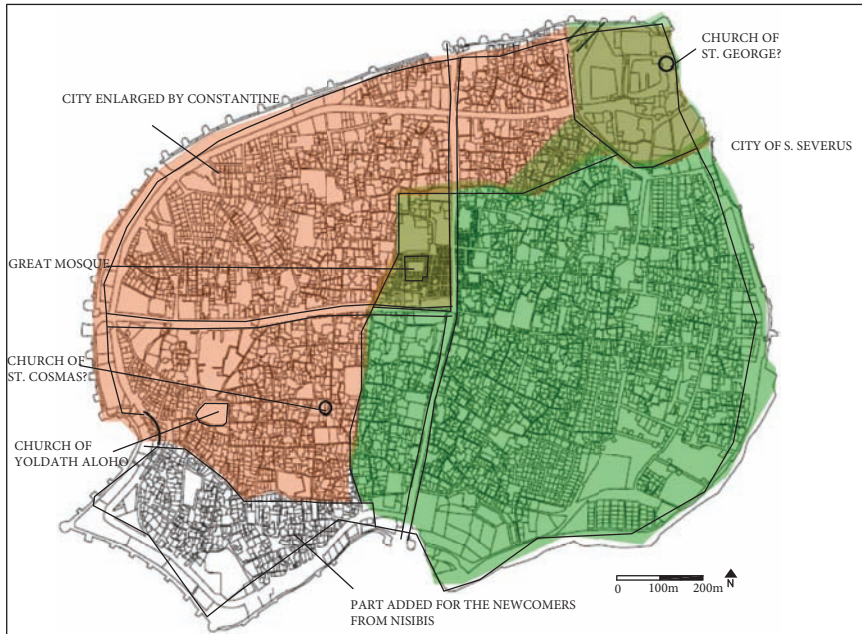 CHURCH OF
ST. GEORGE?
CITY ENLARGED BY CONSTANTINE
CITY OF S. SEVERUS
GREAT MOSQUE
CHURCH OF
ST. COSMAS?
CHURCH OF
YOLDATH ALOHO
PART ADDED FOR THE NEWCOMERS
FROM NISIBIS
0 100m 200m N